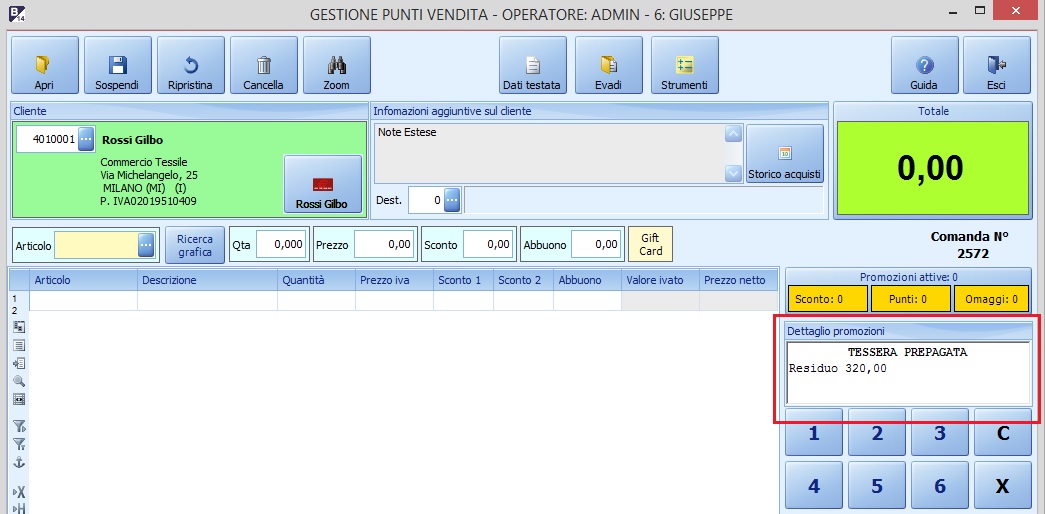 B 14
GESTIONE PUNTI VENDITA - OPERATORE: ADMIN - 6: GIUSEPPE
Apri
Sospendi
Ripristina
Cancella
Zoom
Dati testata
Evadi
Strumenti
Guida
Esci
Cliente
4010001 ... Rossi Gilbo
Commercio Tessile
Via Michelangelo, 25
MILANO (MI) (I)
P. IVA02019510409
Rossi Gilbo
Infomazioni aggiuntive sul cliente
Note Estese
Storico acquisti
Dest. 0 ...
Totale
0,00
Articolo ...
Ricerca
grafica
Qta 0,000
Prezzo 0,00
Sconto 0,00
Abbuono 0,00
Gift
Card
Comanda N°
2572
Articolo Descrizione Quantità Prezzo iva Sconto 1 Sconto 2 Abbuono Valore ivato Prezzo netto
1
2
Promozioni attive: 0
Sconto: 0 Punti: 0 Omaggi: 0
Dettaglio promozioni
TESSERA PREPAGATA
Residuo 320,00
1 2 3 C
4 5 6 X